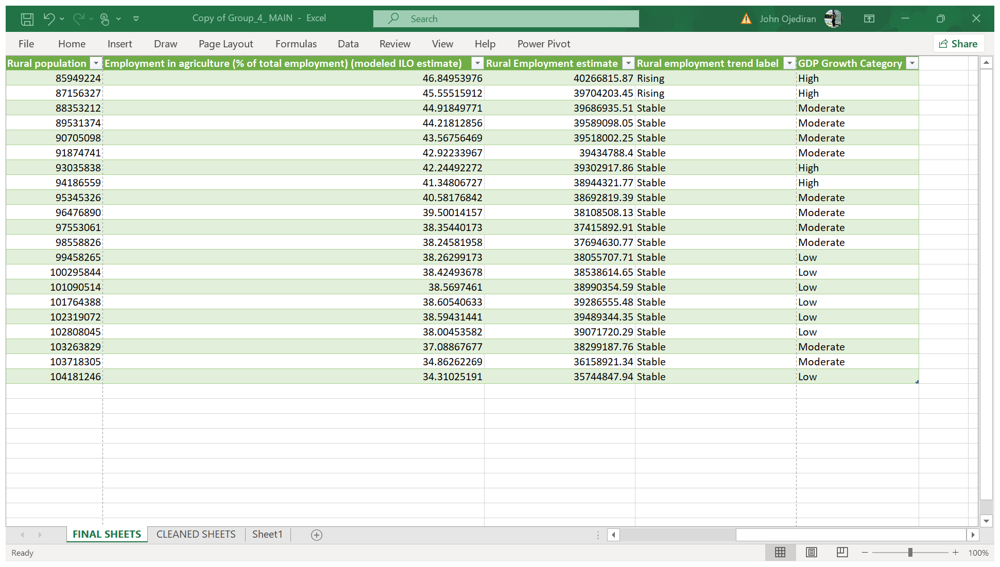 Copy of Group_4_ MAIN - Excel Search John Ojediran
File Home Insert Draw Page Layout Formulas Data Review View Help Power Pivot Share
Rural population Employment in agriculture (% of total employment) (modeled ILO estimate) Rural Employment estimate Rural employment trend label GDP Growth Category
85949224 46.84953976 40266815.87 Rising High
87156327 45.55515912 39704203.45 Rising High
88353212 44.91849771 39686935.51 Stable Moderate
89531374 44.21812856 39589098.05 Stable Moderate
90705098 43.56756469 39518002.25 Stable Moderate
91874741 42.92233967 39434788.4 Stable Moderate
93035838 42.24492272 39302917.86 Stable High
94186559 41.34806727 38944321.77 Stable High
95345326 40.58176842 38692819.39 Stable Moderate
96476890 39.50014157 38108508.13 Stable Moderate
97553061 38.35440173 37415892.91 Stable Moderate
98558826 38.24581958 37694630.77 Stable Moderate
99458265 38.26299173 38055707.71 Stable Low
100295844 38.42493678 38538614.65 Stable Low
101090514 38.5697461 38990354.59 Stable Low
101764388 38.60540633 39286555.48 Stable Low
102319072 38.59431441 39489344.35 Stable Low
102808045 38.00453582 39071720.29 Stable Low
103263829 37.08867677 38299187.76 Stable Moderate
103718305 34.86262269 36158921.34 Stable Moderate
104181246 34.31025191 35744847.94 Stable Low
FINAL SHEETS CLEANED SHEETS Sheet1
Ready 100%